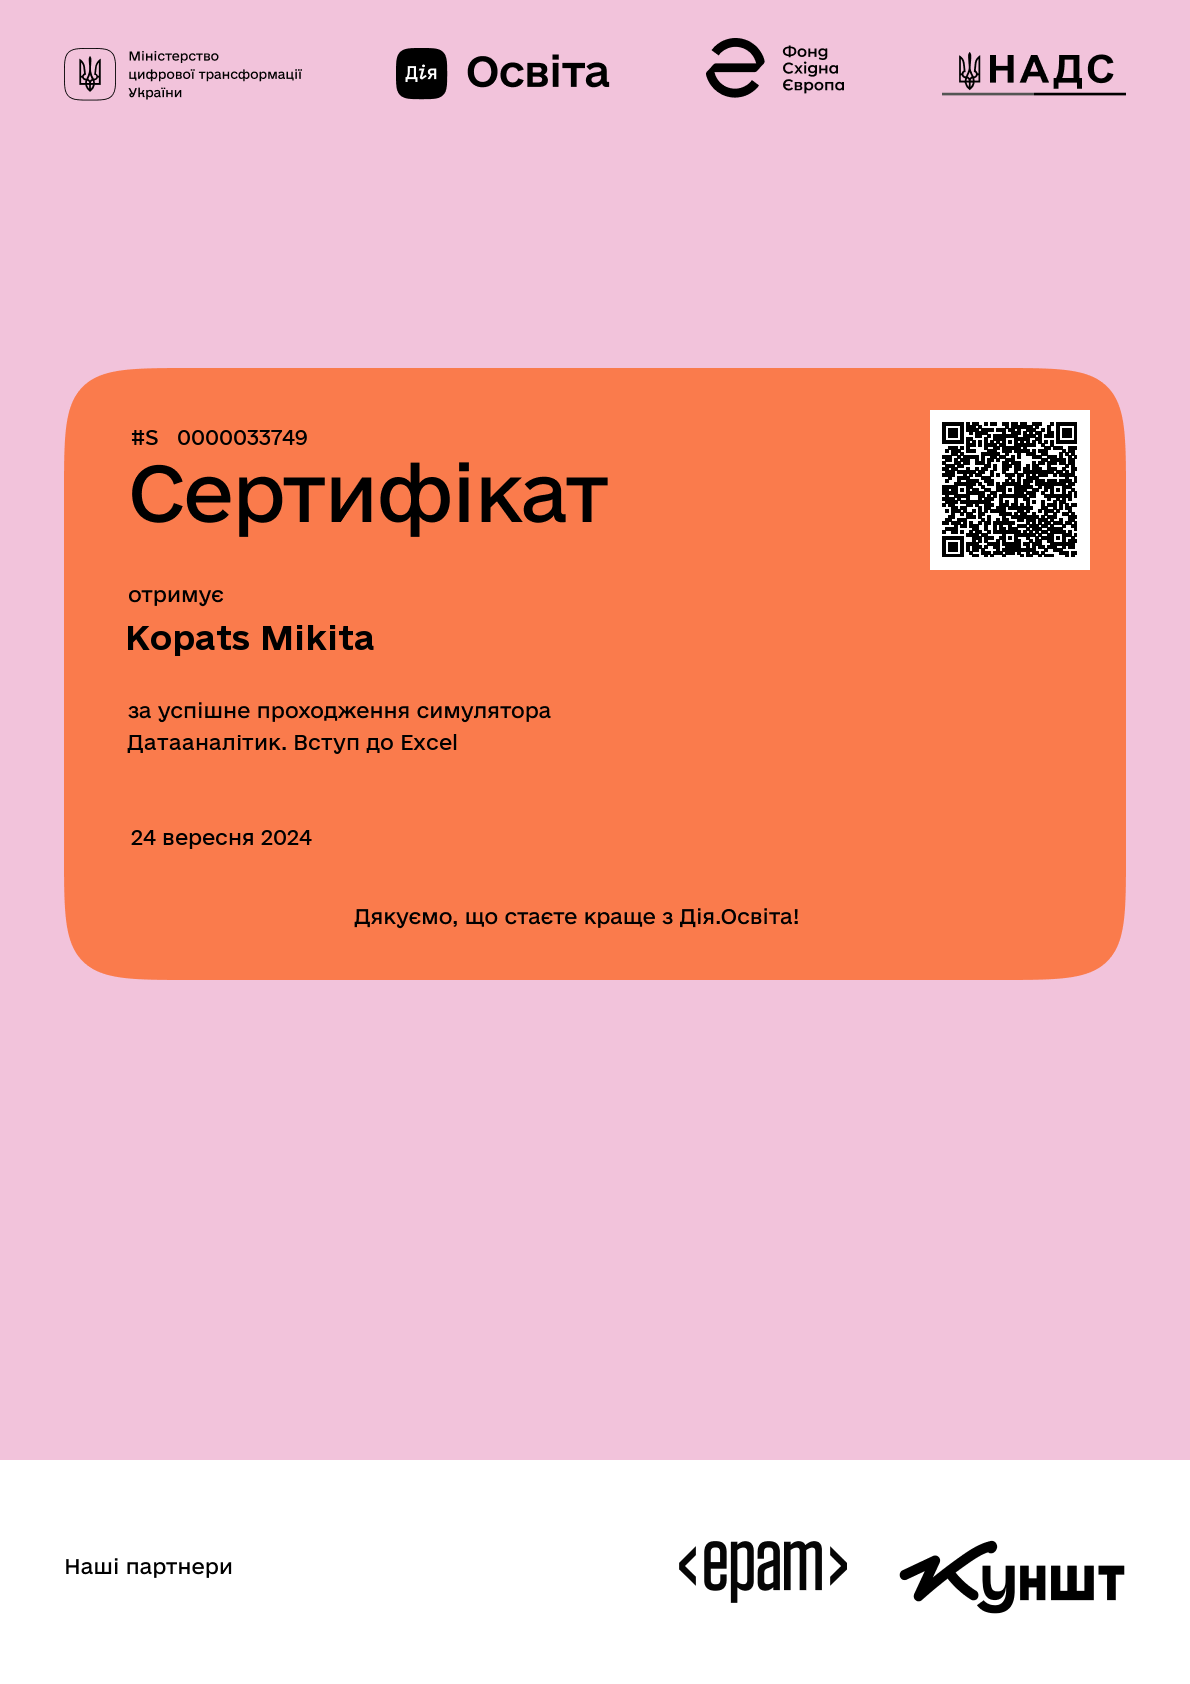 Міністерство
цифрової трансформації
України
Дія
Освіта
Фонд
Східна
Європа
НАДС
#S 0000033749
Сертифікат
отримує
Kopats Mikita
за успішне проходження симулятора
Датааналітик. Вступ до Excel
24 вересня 2024
Дякуємо, що стаєте краще з Дія.Освіта!
Наші партнери
<epam>
Куншт